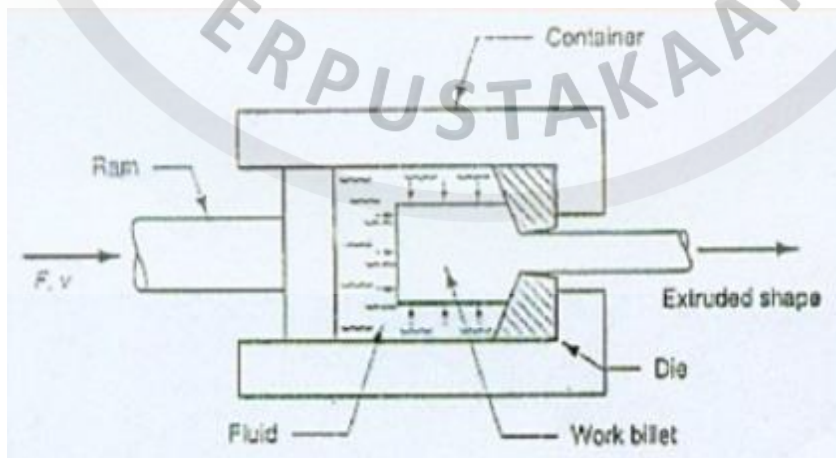 ERPUSTAKAA
Container
Ram
F, v
Extruded shape
Die
Fluid
Work billet